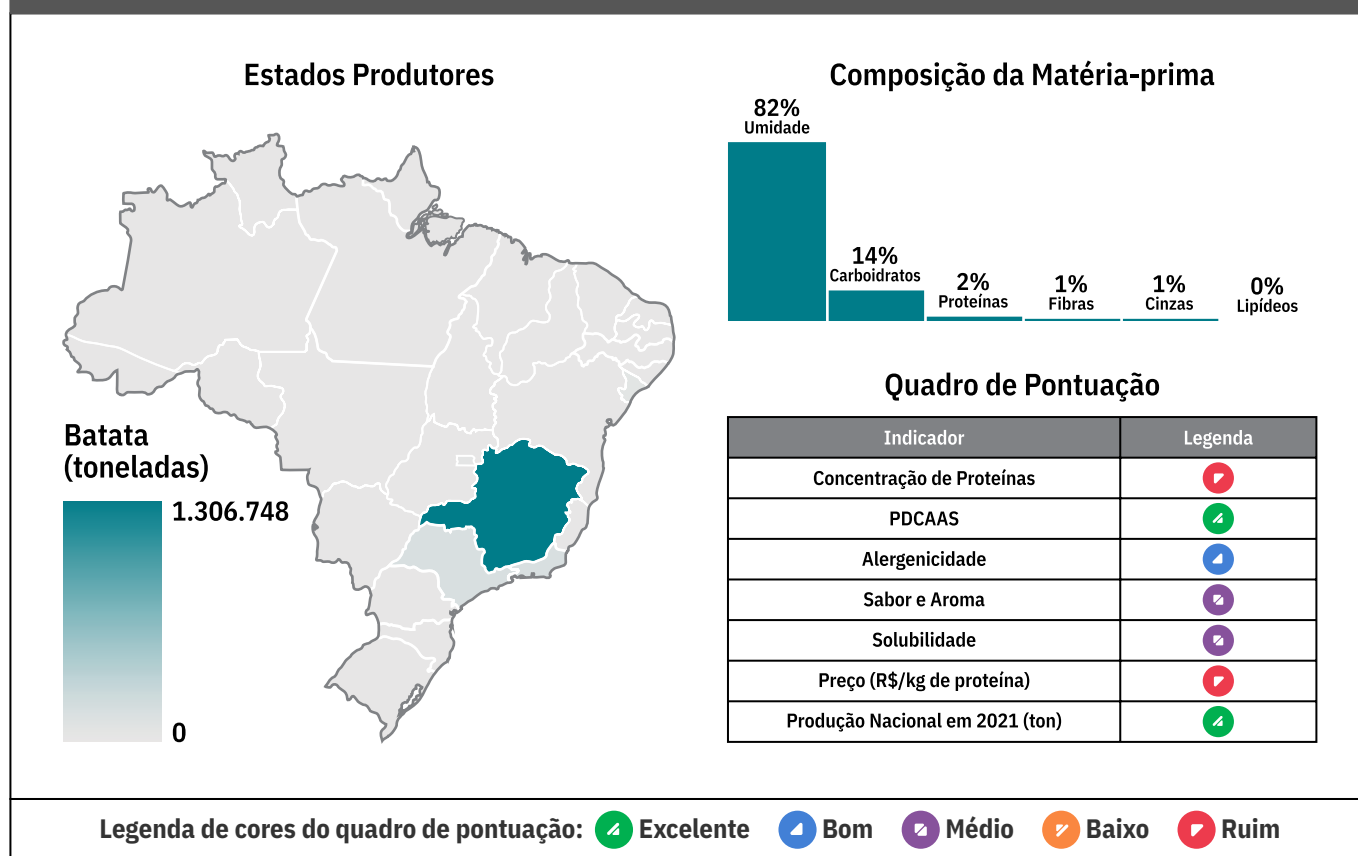 Estados Produtores
Batata
(toneladas)
1.306.748
0
Composição da Matéria-prima
82%
Umidade
14%
Carboidratos
2%
Proteínas
1%
Fibras
1%
Cinzas
0%
Lipídeos
Quadro de Pontuação
Indicador Legenda
Concentração de Proteínas
PDCAAS
Alergenicidade
Sabor e Aroma
Solubilidade
Preço (R$/kg de proteína)
Produção Nacional em 2021 (ton)
Legenda de cores do quadro de pontuação: Excelente Bom Médio Baixo Ruim